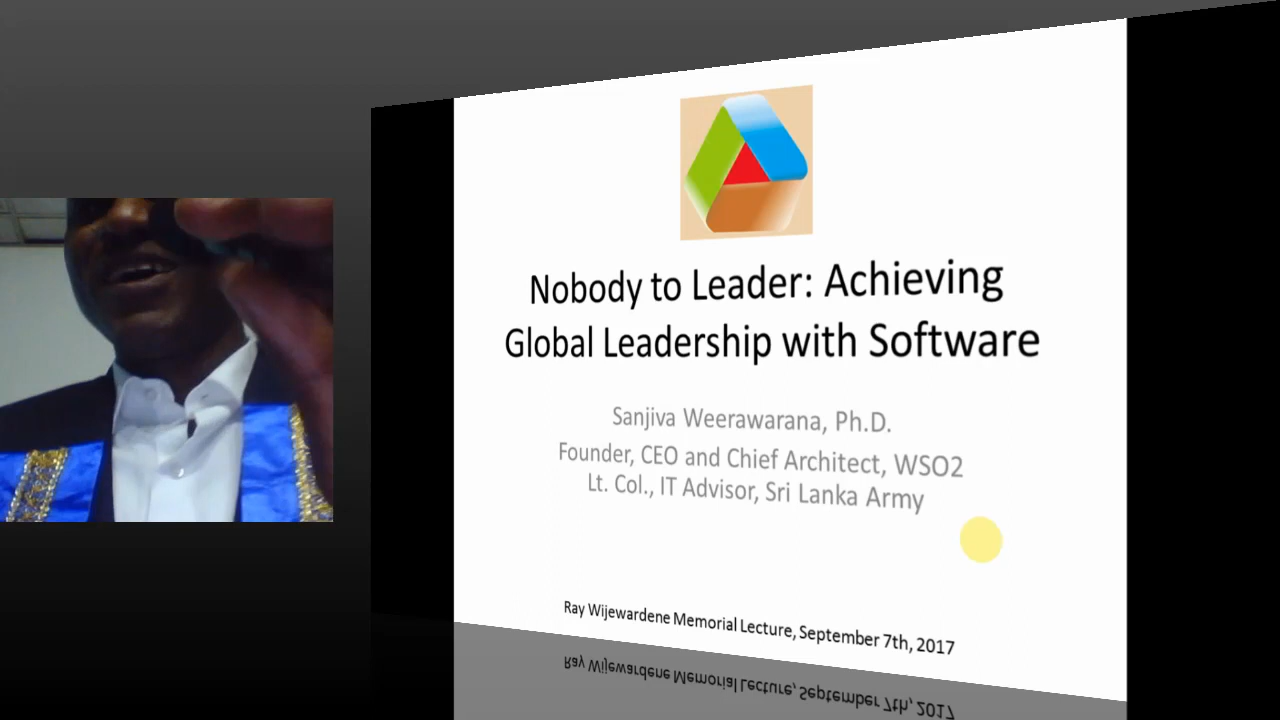 Nobody to Leader: Achieving
Global Leadership with Software
Sanjiva Weerawarana, Ph.D.
Founder, CEO and Chief Architect, WSO2
Lt. Col., IT Advisor, Sri Lanka Army
Ray Wijewardene Memorial Lecture, September 7th, 2017